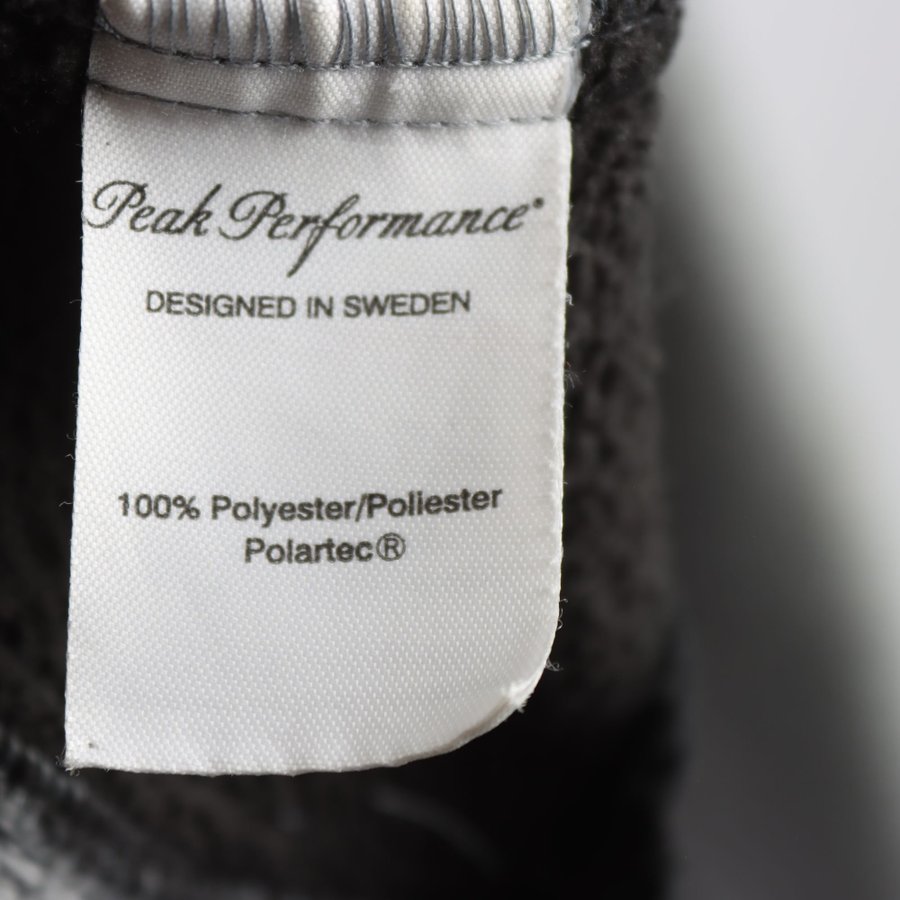 Peak Performance®
DESIGNED IN SWEDEN
100% Polyester/Poliester
Polartec®